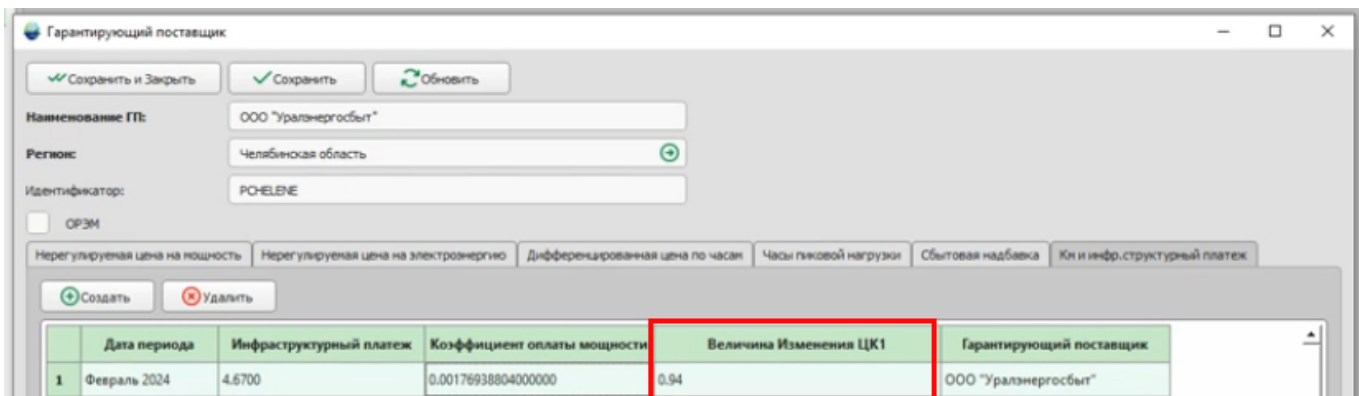 Гарантирующий поставщик
Сохранить и Закрыть Сохранить Обновить
Наименование ГП: ООО "Уралэнергосбыт"
Регион: Челябинская область
Идентификатор: PCHELENE
ОРЭМ
Нерегулируемая цена на мощность Нерегулируемая цена на электроэнергию Дифференцированная цена по часам Часы пиковой нагрузки Сбытовая надбавка Км и инфр.структурный платеж
Создать Удалить
Дата периода Инфраструктурный платеж Коэффициент оплаты мощности Величина Изменения ЦК1 Гарантирующий поставщик
1 Февраль 2024 4.6700 0.00176938804000000 0.94 ООО "Уралэнергосбыт"